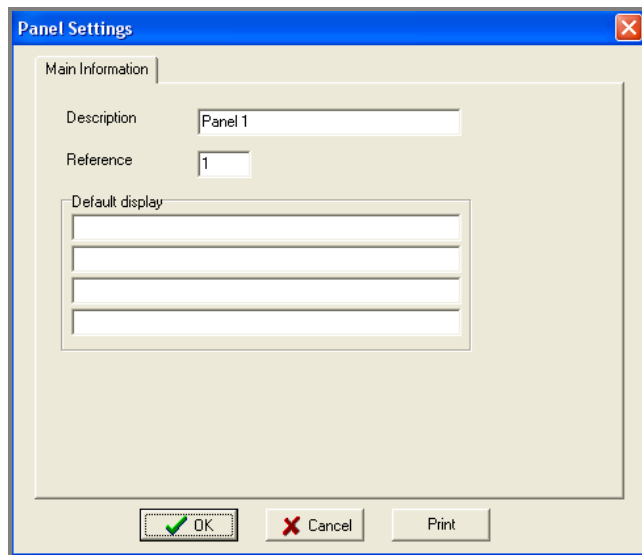 Panel Settings
Main Information
Description
Panel 1
Reference
1
Default display
OK
Cancel
Print